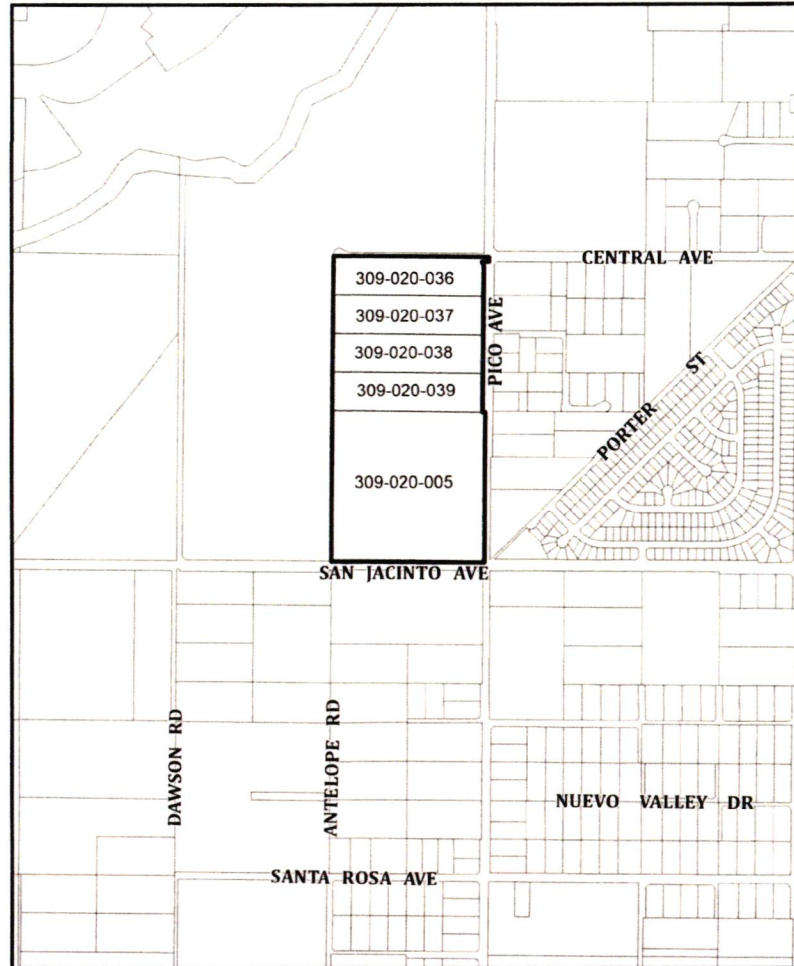 CENTRAL AVE
309-020-036
309-020-037
PICO AVE
309-020-038
309-020-039
PORTER ST
309-020-005
SAN JACINTO AVE
DAWSON RD
ANTELOPE RD
NUEVO VALLEY DR
SANTA ROSA AVE